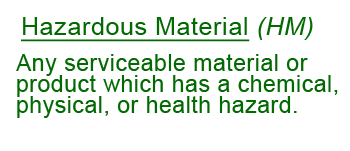 Hazardous Material (HM)
Any serviceable material or
product which has a chemical,
physical, or health hazard.